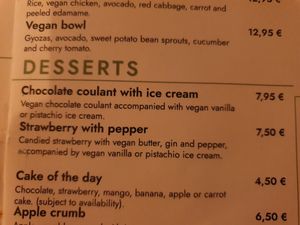 Rice, vegan chicken, avocado, red cabbage, carrot and
peeled edamame.
Vegan bowl 12,95 €
Gyozas, avocado, sweet potato bean sprouts, cucumber
and cherry tomato.
DESSERTS
Chocolate coulant with ice cream 7,95 €
Vegan chocolate coulant accompanied with vegan vanilla
or pistachio ice cream.
Strawberry with pepper 7,50 €
Candied strawberry with vegan butter, gin and pepper,
accompanied by vegan vanilla or pistachio ice cream.
Cake of the day 4,50 €
Chocolate, strawberry, mango, banana, apple or carrot
cake. (subject to availability).
Apple crumb 6,50 €